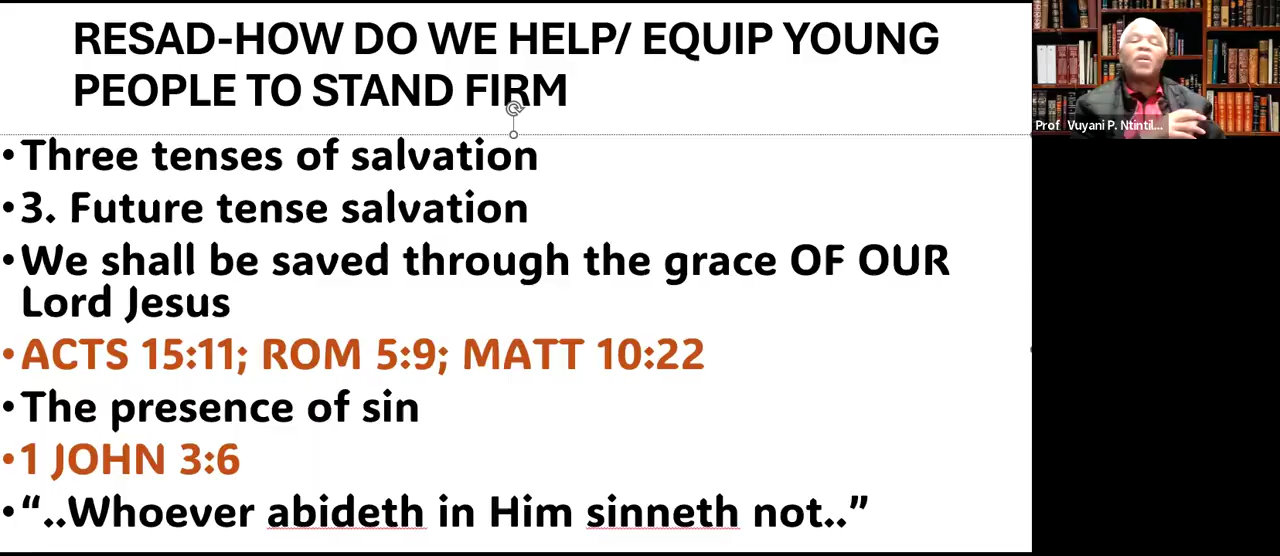 RESAD-HOW DO WE HELP/ EQUIP YOUNG
PEOPLE TO STAND FIRM
•Three tenses of salvation
•3. Future tense salvation
•We shall be saved through the grace OF OUR
Lord Jesus
•ACTS 15:11; ROM 5:9; MATT 10:22
•The presence of sin
•1 JOHN 3:6
•“..Whoever abideth in Him sinneth not..”
Prof Vuyani P. Ntintil...